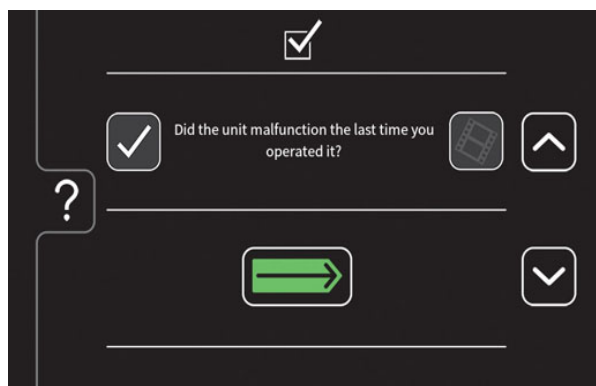 Did the unit malfunction the last time you
operated it?
?